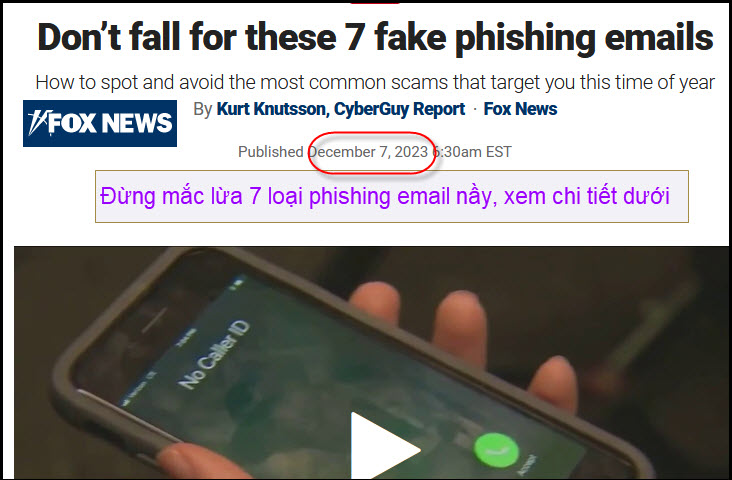 Don't fall for these 7 fake phishing emails
How to spot and avoid the most common scams that target you this time of year
FOX NEWS
By Kurt Knutsson, CyberGuy Report · Fox News
Published December 7, 2023 6:30am EST
Đừng mắc lừa 7 loại phishing email nầy, xem chi tiết dưới
No Caller ID
Accept